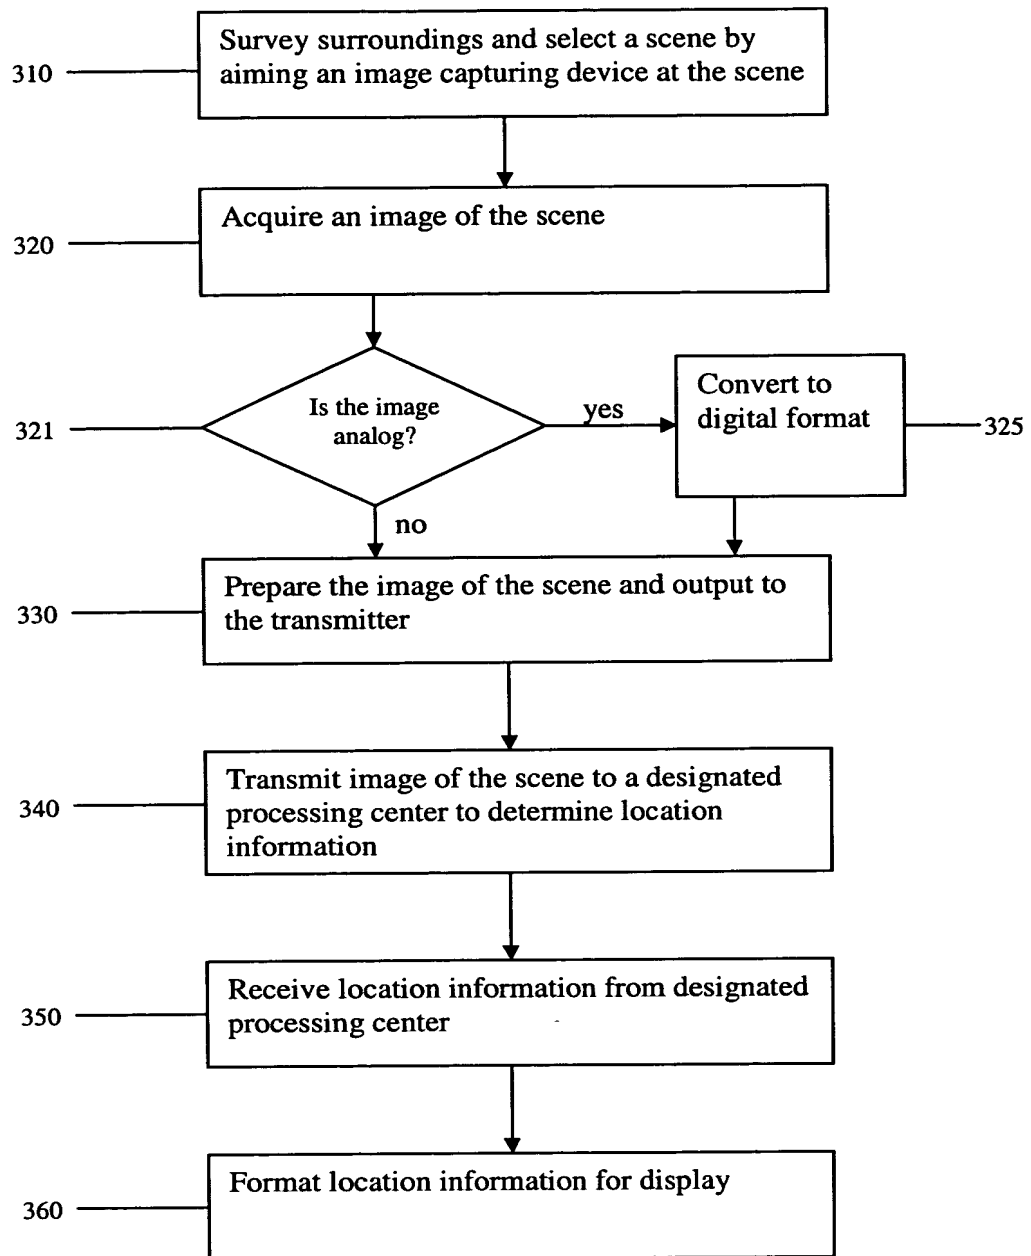 310
Survey surroundings and select a scene by
aiming an image capturing device at the scene
320
Acquire an image of the scene
321
Is the image
analog?
yes
Convert to
digital format
325
no
330
Prepare the image of the scene and output to
the transmitter
340
Transmit image of the scene to a designated
processing center to determine location
information
350
Receive location information from designated
processing center
360
Format location information for display